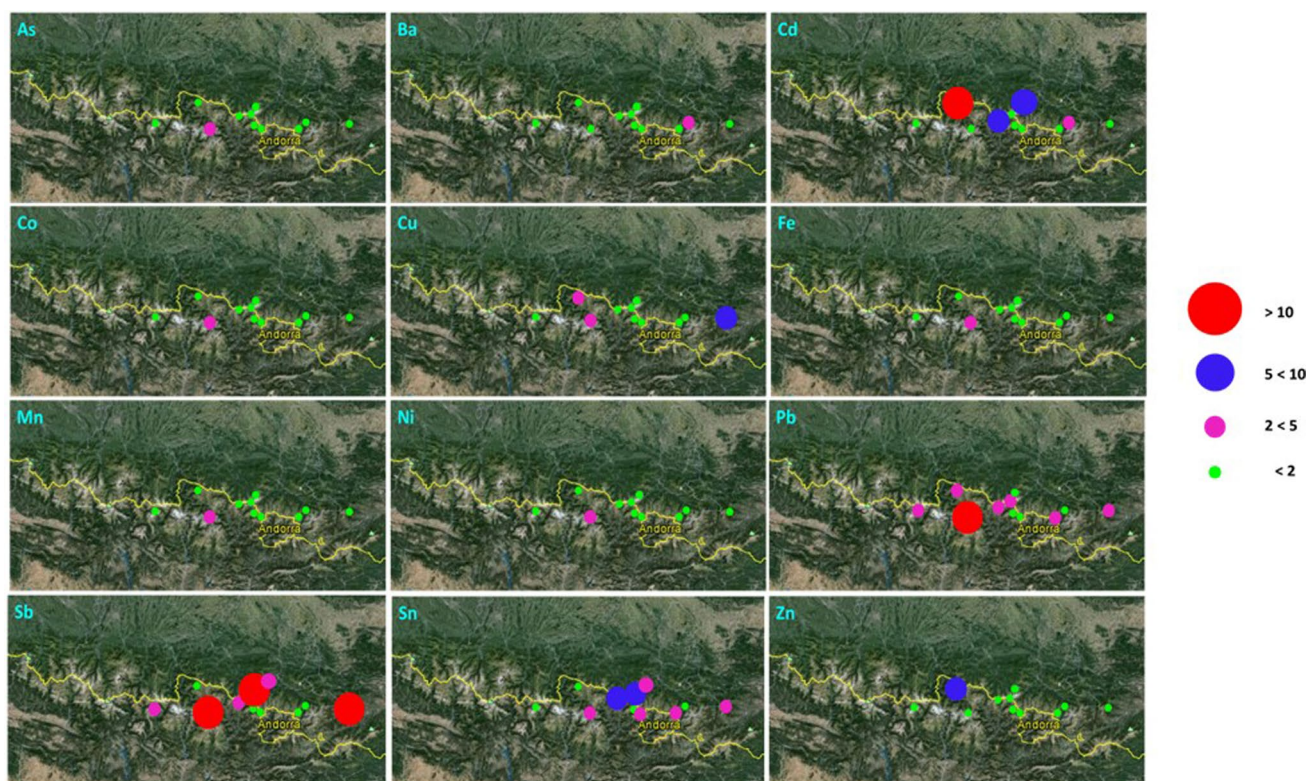 As
Ba
Cd
Andorra
Andorra
Andorra
Co
Cu
Fe
Andorra
Andorra
Andorra
> 10
5 < 10
2 < 5
< 2
Mn
Ni
Pb
Andorra
Andorra
Andorra
Sb
Sn
Zn
Andorra
Andorra
Andorra